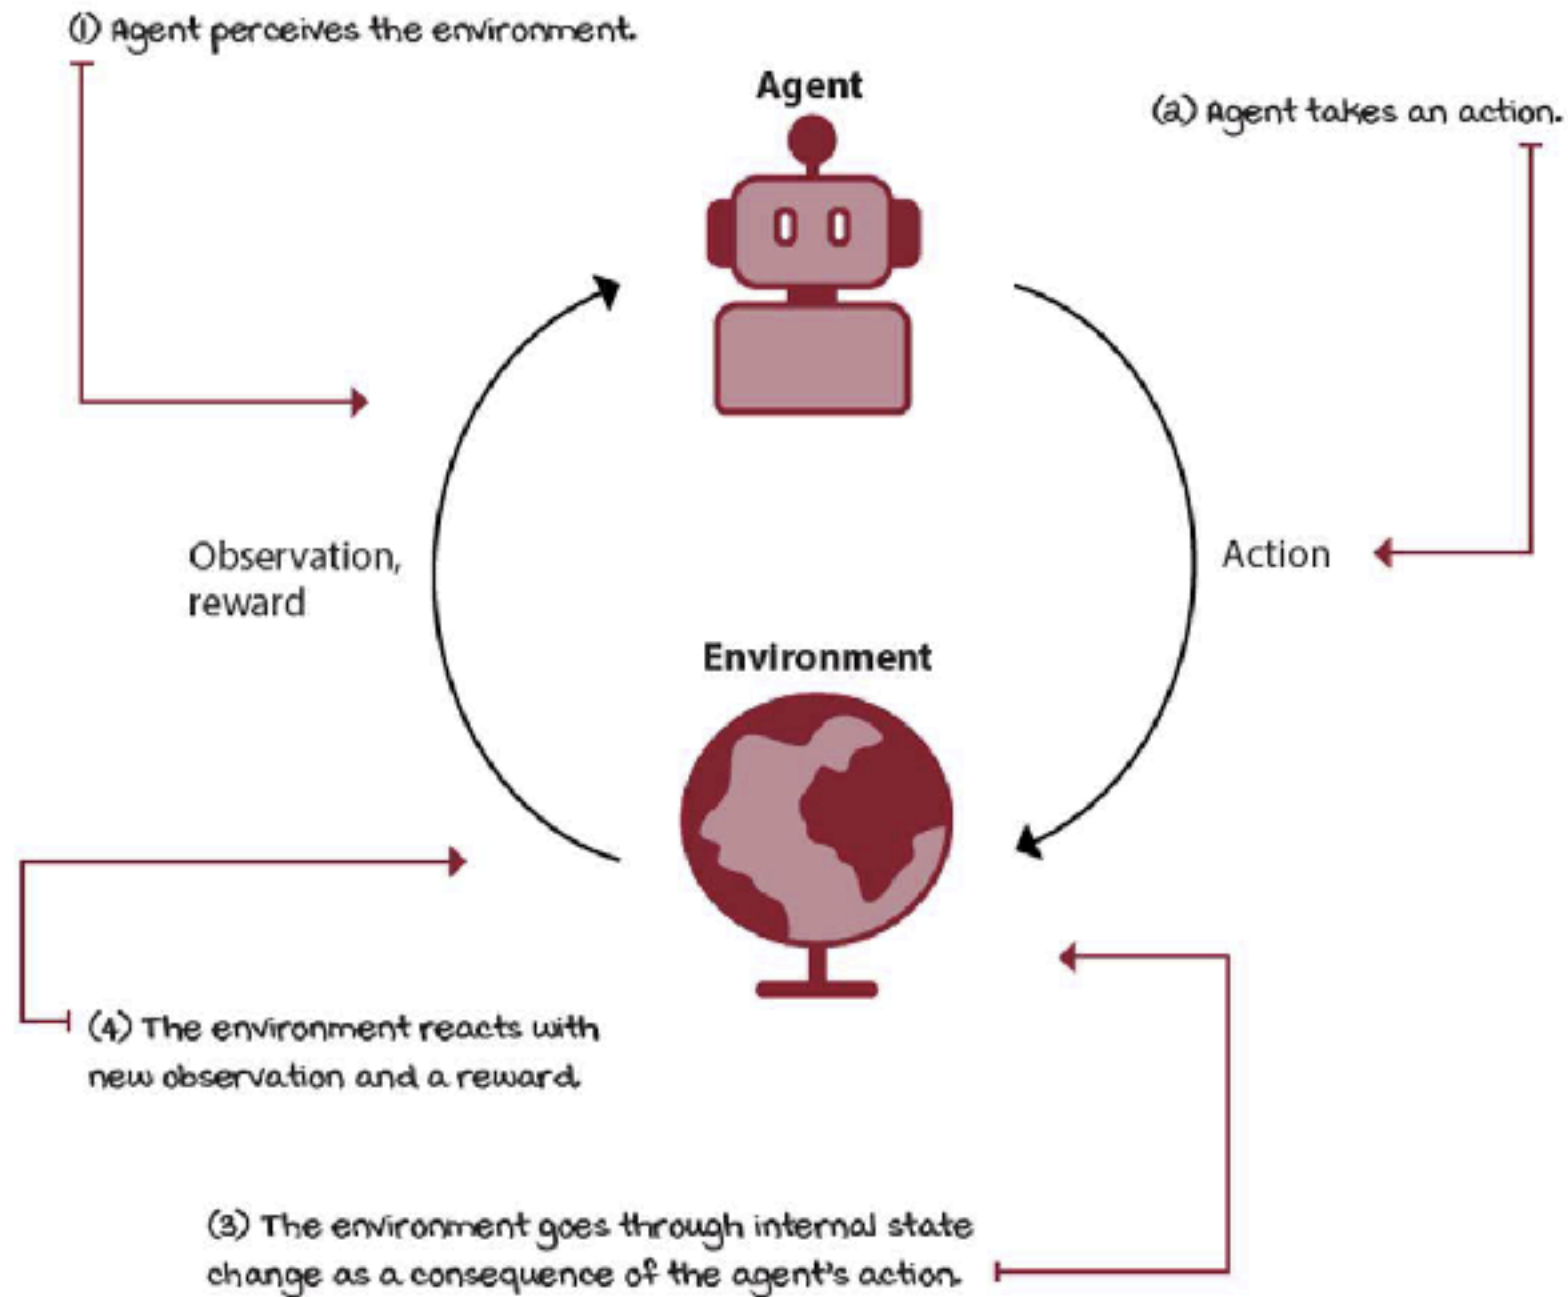 (1) Agent perceives the environment.
Agent
(2) Agent takes an action.
Observation,
reward
Action
Environment
(4) The environment reacts with
new observation and a reward.
(3) The environment goes through internal state
change as a consequence of the agent's action.